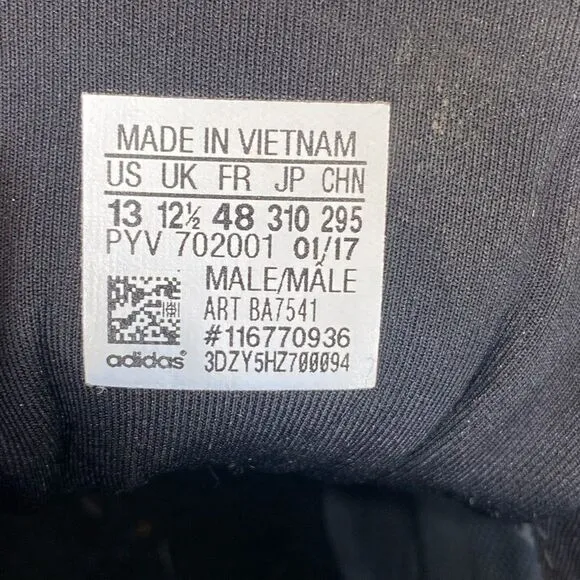 MADE IN VIETNAM
US UK FR JP CHN
13 12½ 48 310 295
PYV 702001 01/17
MALE/MÂLE
ART BA7541
#116770936
adidas® 3DZY5HZ700094